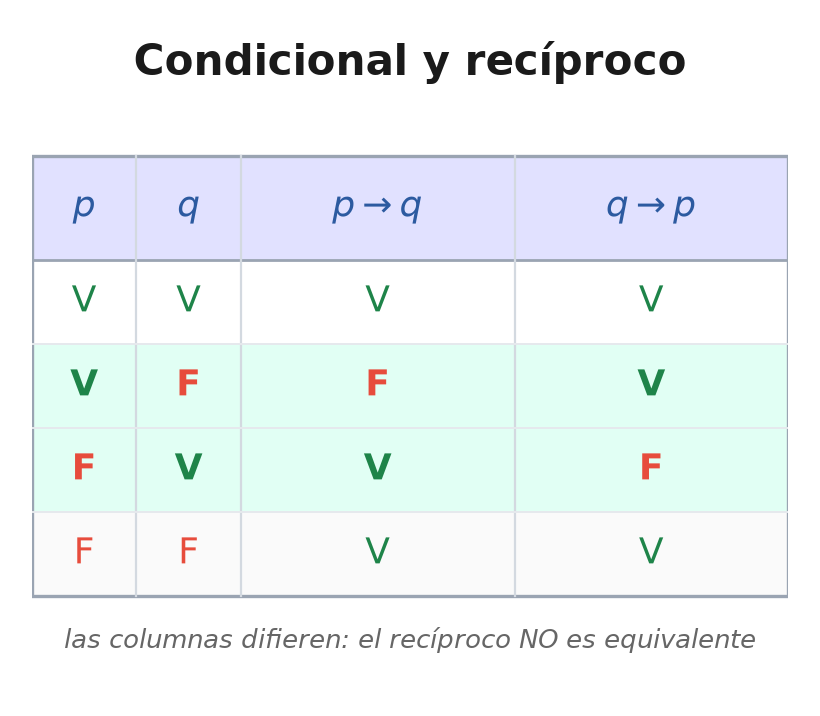 Condicional y recíproco
p q p → q q → p
V V V V
V F F V
F V V F
F F V V
las columnas difieren: el recíproco NO es equivalente